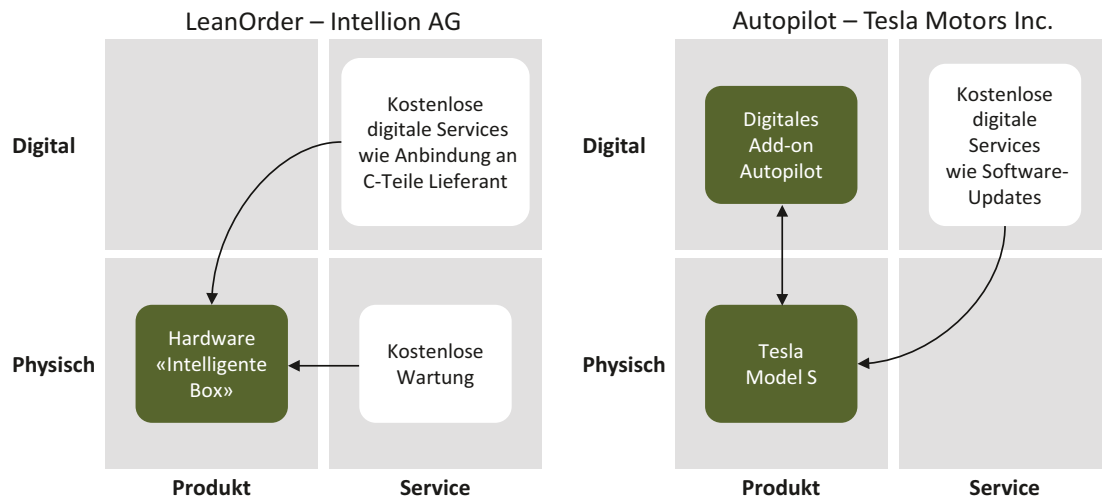 LeanOrder – Intellion AG
Digital
Kostenlose
digitale Services
wie Anbindung an
C-Teile Lieferant
Physisch
Hardware
«Intelligente
Box»
Kostenlose
Wartung
Produkt
Service
Autopilot – Tesla Motors Inc.
Digital
Digitales
Add-on
Autopilot
Kostenlose
digitale
Services
wie Software-
Updates
Physisch
Tesla
Model S
Produkt
Service